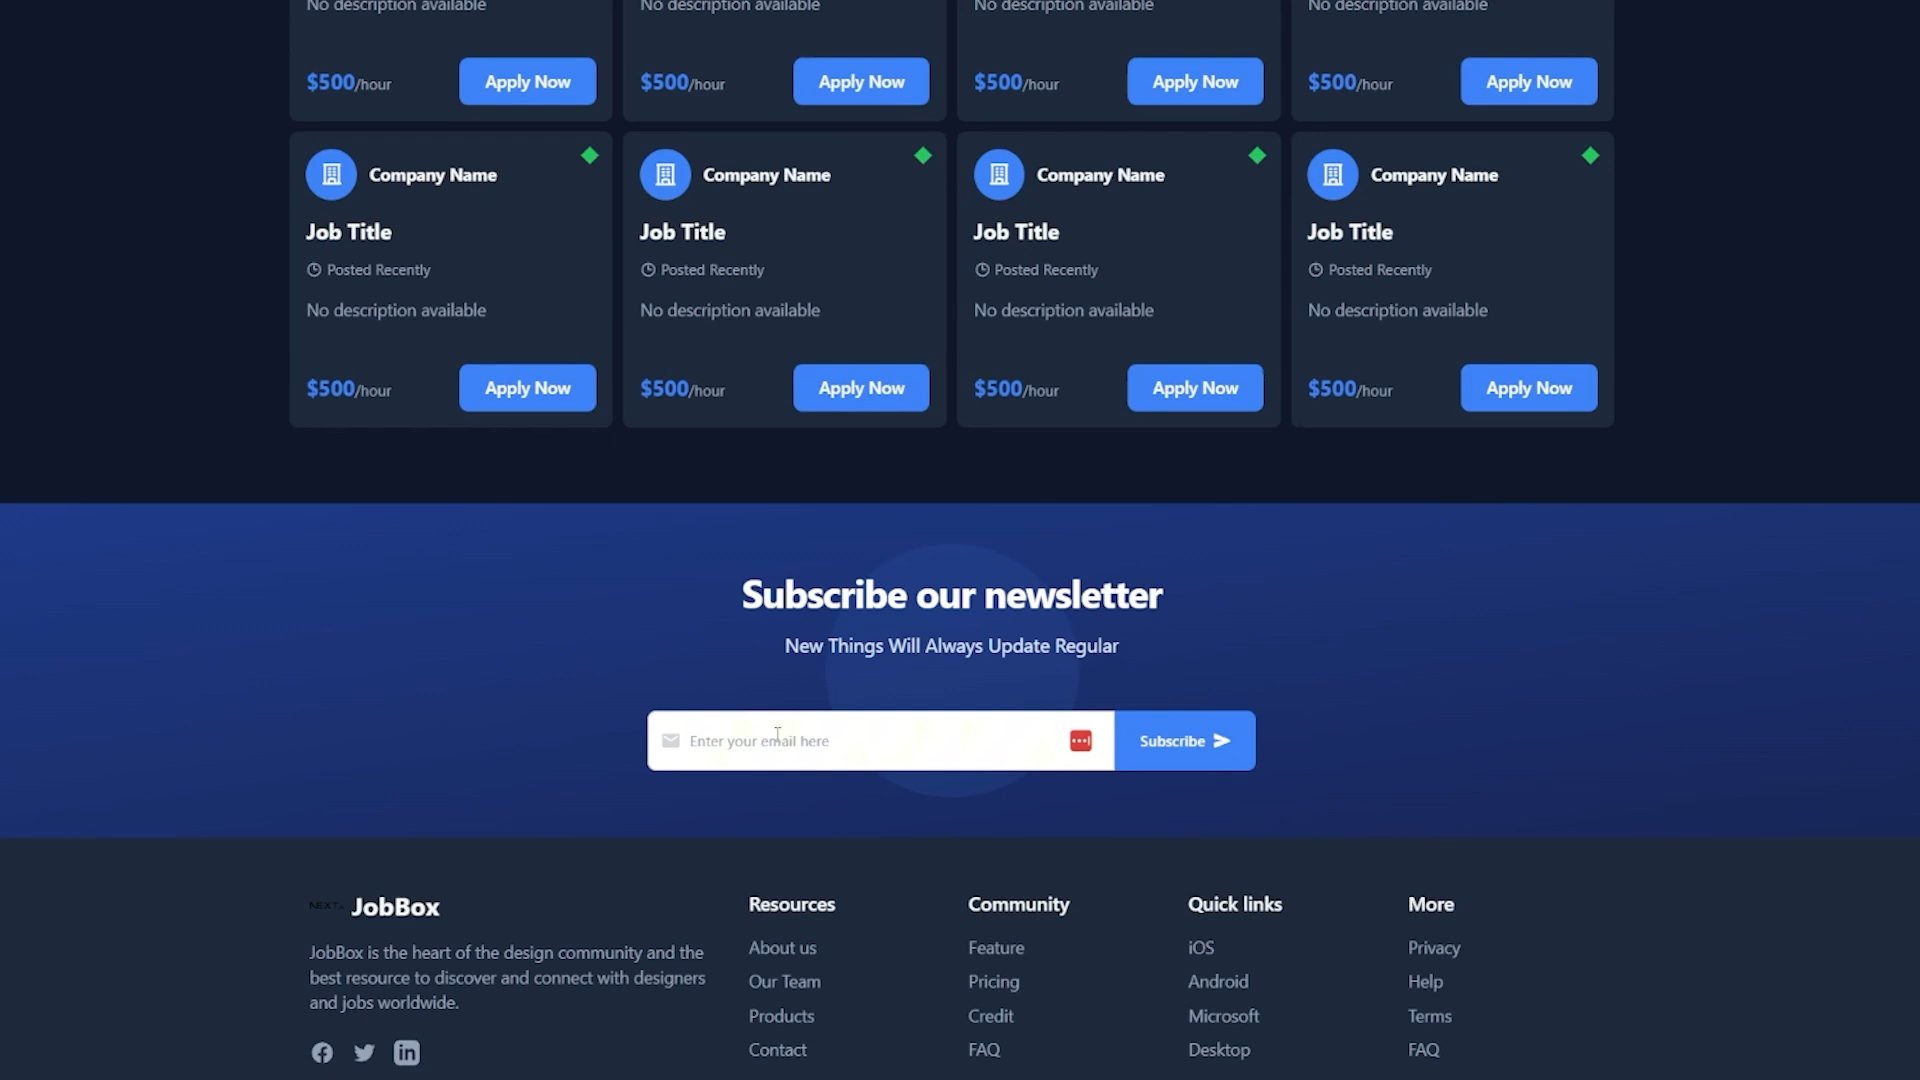 No description available No description available No description available No description available
$500/hour Apply Now $500/hour Apply Now $500/hour Apply Now $500/hour Apply Now
Company Name Company Name Company Name Company Name
Job Title Job Title Job Title Job Title
Posted Recently Posted Recently Posted Recently Posted Recently
No description available No description available No description available No description available
$500/hour Apply Now $500/hour Apply Now $500/hour Apply Now $500/hour Apply Now
Subscribe our newsletter
New Things Will Always Update Regular
Enter your email here Subscribe
NEXT JobBox
JobBox is the heart of the design community and the
best resource to discover and connect with designers
and jobs worldwide.
Resources
About us
Our Team
Products
Contact
Community
Feature
Pricing
Credit
FAQ
Quick links
iOS
Android
Microsoft
Desktop
More
Privacy
Help
Terms
FAQ